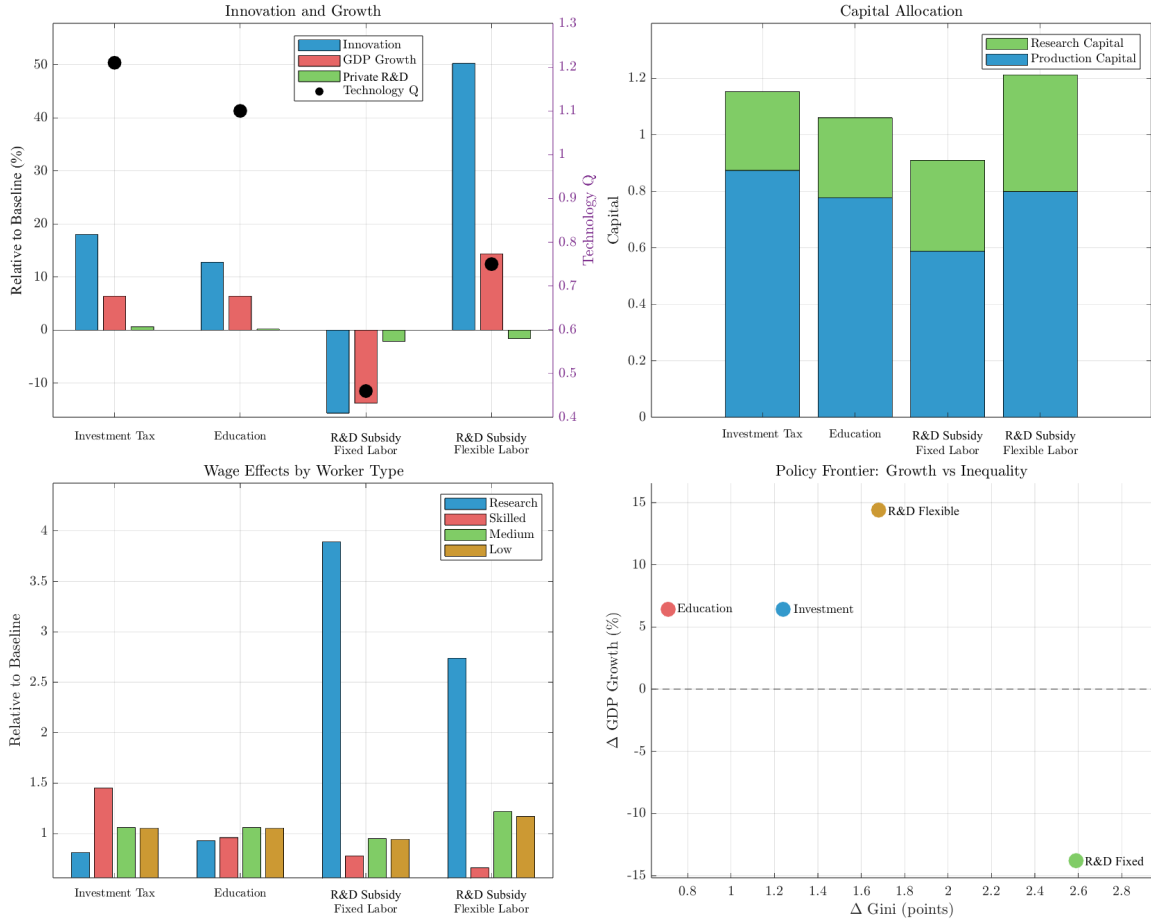 Innovation and Growth
Innovation
GDP Growth
Private R&D
Technology Q
Relative to Baseline (%)
50
40
30
20
10
0
-10
1.3
1.2
1.1
1
0.9
0.8
0.7
0.6
0.5
0.4
Technology Q
Investment Tax
Education
R&D Subsidy
Fixed Labor
R&D Subsidy
Flexible Labor
Capital Allocation
Research Capital
Production Capital
Capital
1.2
1
0.8
0.6
0.4
0.2
0
Investment Tax
Education
R&D Subsidy
Fixed Labor
R&D Subsidy
Flexible Labor
Wage Effects by Worker Type
Research
Skilled
Medium
Low
Relative to Baseline
4
3.5
3
2.5
2
1.5
1
Investment Tax
Education
R&D Subsidy
Fixed Labor
R&D Subsidy
Flexible Labor
Policy Frontier: Growth vs Inequality
Δ GDP Growth (%)
15
10
5
0
-5
-10
-15
R&D Flexible
Education
Investment
R&D Fixed
0.8 1 1.2 1.4 1.6 1.8 2 2.2 2.4 2.6 2.8
Δ Gini (points)